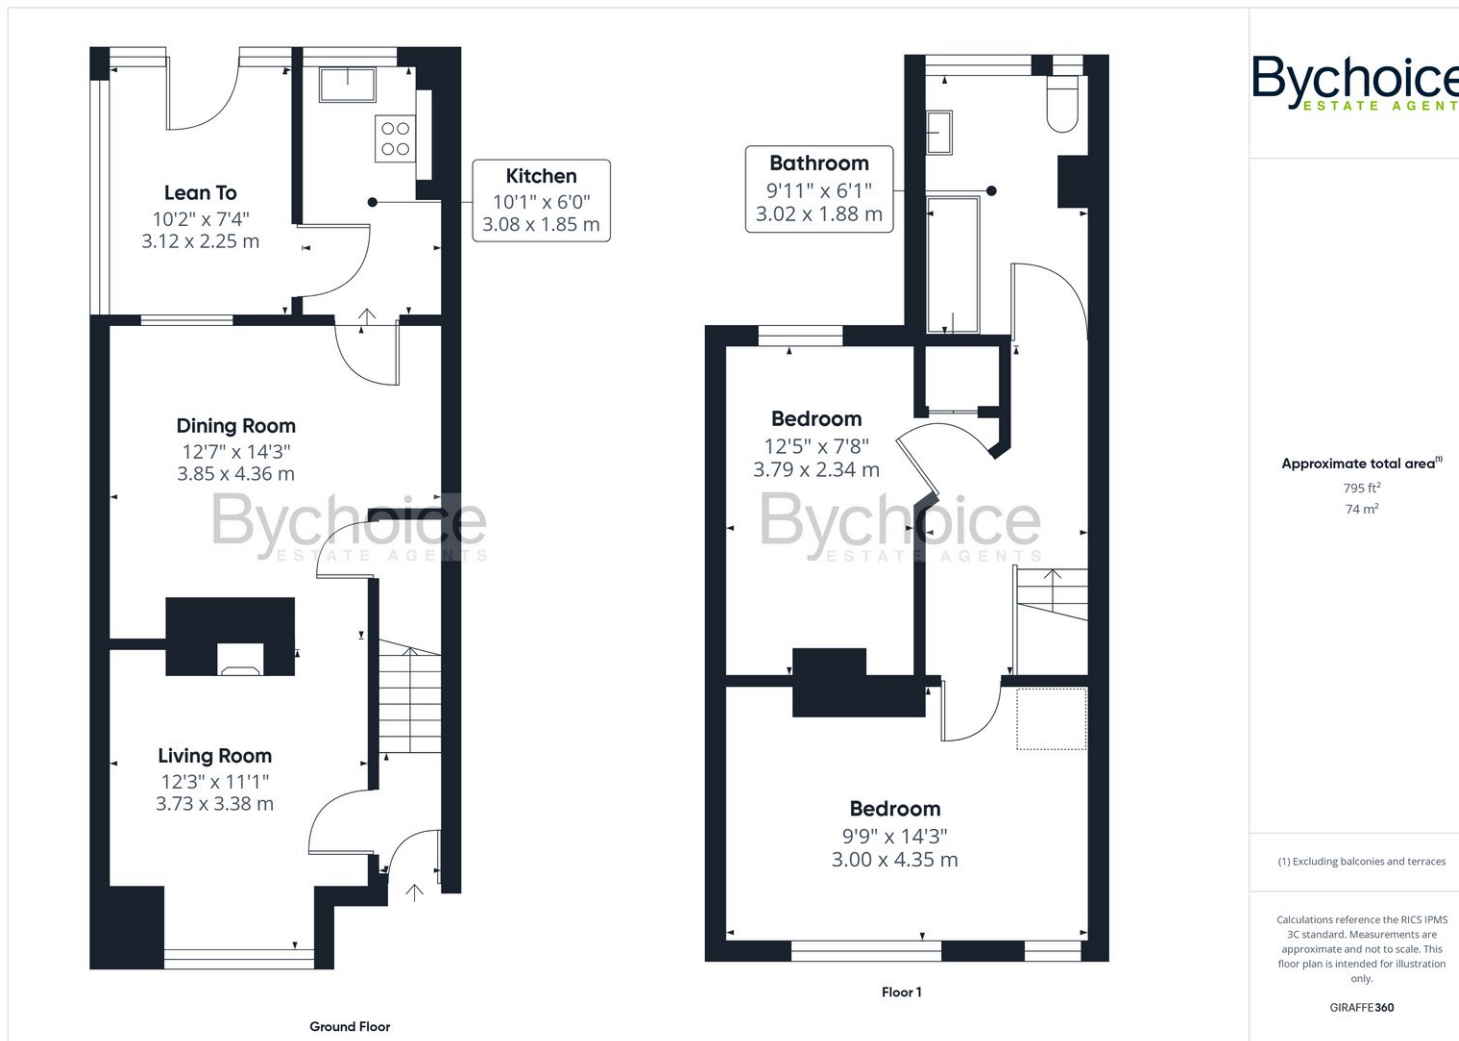 Lean To
10'2" x 7'4"
3.12 x 2.25 m
Kitchen
10'1" x 6'0"
3.08 x 1.85 m
Dining Room
12'7" x 14'3"
3.85 x 4.36 m
Bychoice
ESTATE AGENTS
Living Room
12'3" x 11'1"
3.73 x 3.38 m
Ground Floor
Bathroom
9'11" x 6'1"
3.02 x 1.88 m
Bedroom
12'5" x 7'8"
3.79 x 2.34 m
Bychoice
ESTATE AGENTS
Bedroom
9'9" x 14'3"
3.00 x 4.35 m
Floor 1
Bychoice
ESTATE AGENT
Approximate total area(1)
795 ft²
74 m²
(1) Excluding balconies and terraces
Calculations reference the RICS IPMS
3C standard. Measurements are
approximate and not to scale. This
floor plan is intended for illustration
only.
GIRAFFE360